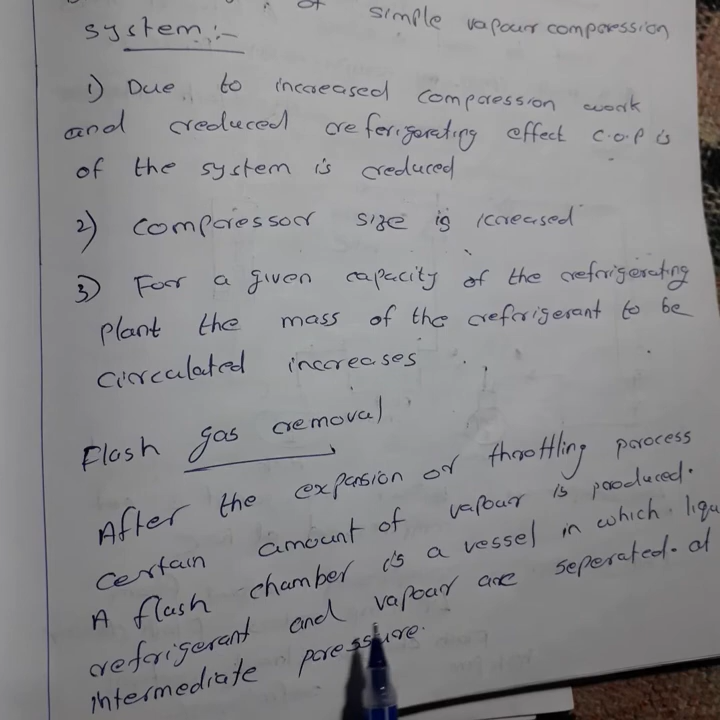 of simple vapour compression
system:-
1) Due to increased compression work
and reduced refrigerating effect C.O.P is
of the system is reduced
2) Compressor size is icreased
3) For a given capacity of the refrigerating
plant the mass of the refrigerant to be
circulated increases
Flash gas removal
After the expansion or throttling process
certain amount of vapour is produced.
A flash chamber is a vessel in which liqu
refrigerant and vapour are seperated. at
intermediate pressure.